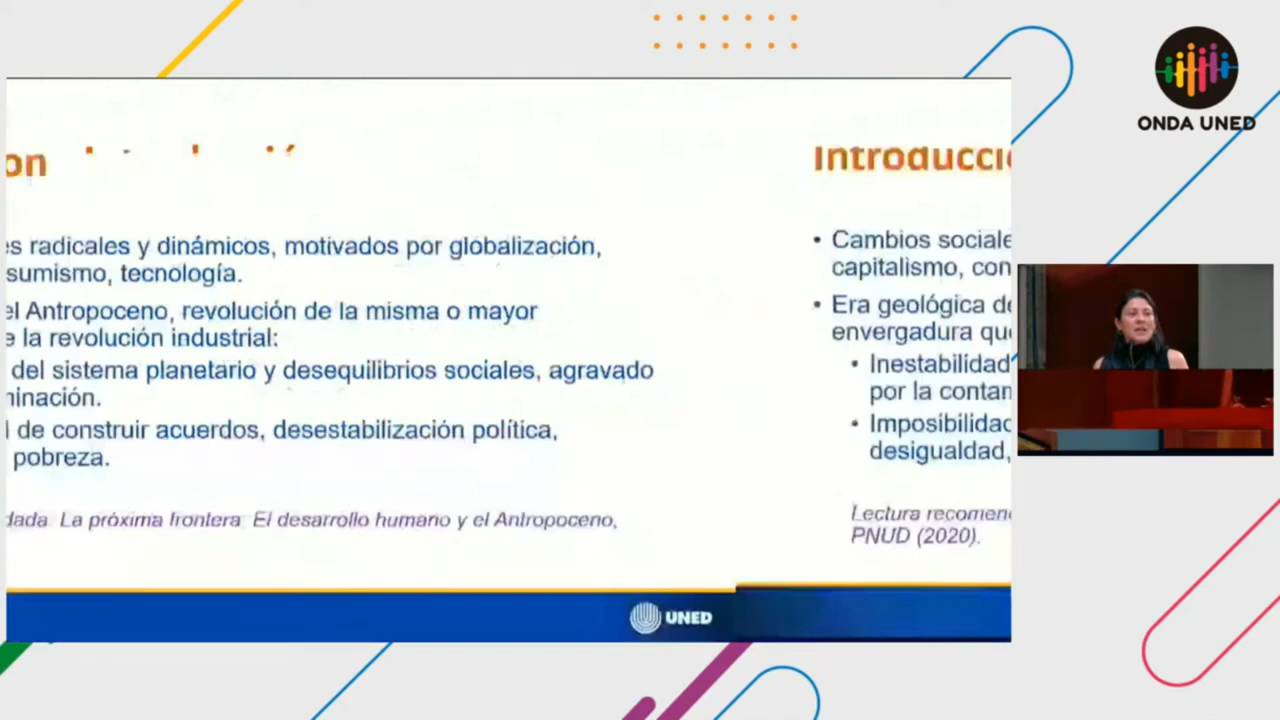 ONDA UNED
on
es radicales y dinámicos, motivados por globalización,
sumismo, tecnología.
el Antropoceno, revolución de la misma o mayor
e la revolución industrial:
del sistema planetario y desequilibrios sociales, agravado
ninación.
de construir acuerdos, desestabilización política,
pobreza.
dada. La próxima frontera: El desarrollo humano y el Antropoceno,
UNED
Introducci
• Cambios sociale
capitalismo, con
• Era geológica de
envergadura qu
• Inestabilidad
por la contan
• Imposibilidad
desigualdad,
Lectura recomen
PNUD (2020).